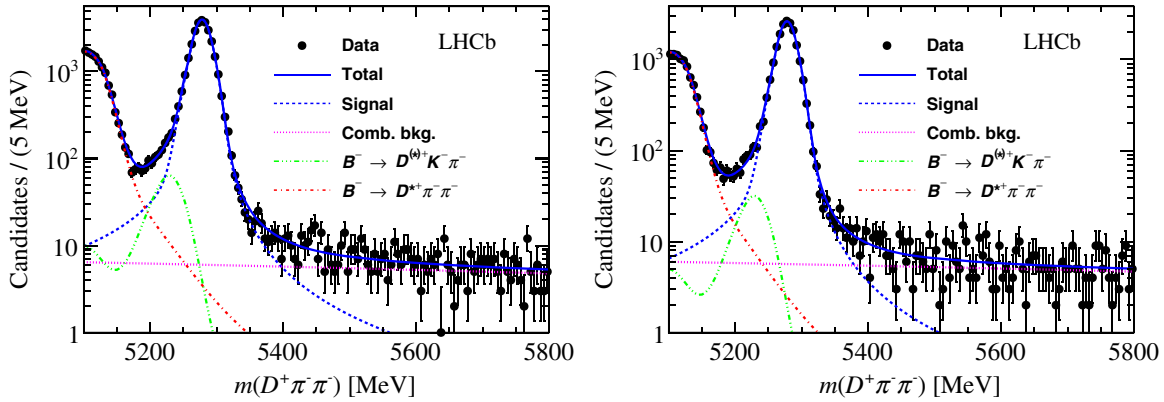 LHCb
Data
Total
Signal
Comb. bkg.
B⁻ → D⁽*⁾⁺K⁻π⁻
B⁻ → D*⁺π⁻π⁻
Candidates / (5 MeV)
10³
10²
10
1
5200 5400 5600 5800
m(D⁺π⁻π⁻) [MeV]
LHCb
Data
Total
Signal
Comb. bkg.
B⁻ → D⁽*⁾⁺K⁻π⁻
B⁻ → D*⁺π⁻π⁻
Candidates / (5 MeV)
10³
10²
10
1
5200 5400 5600 5800
m(D⁺π⁻π⁻) [MeV]